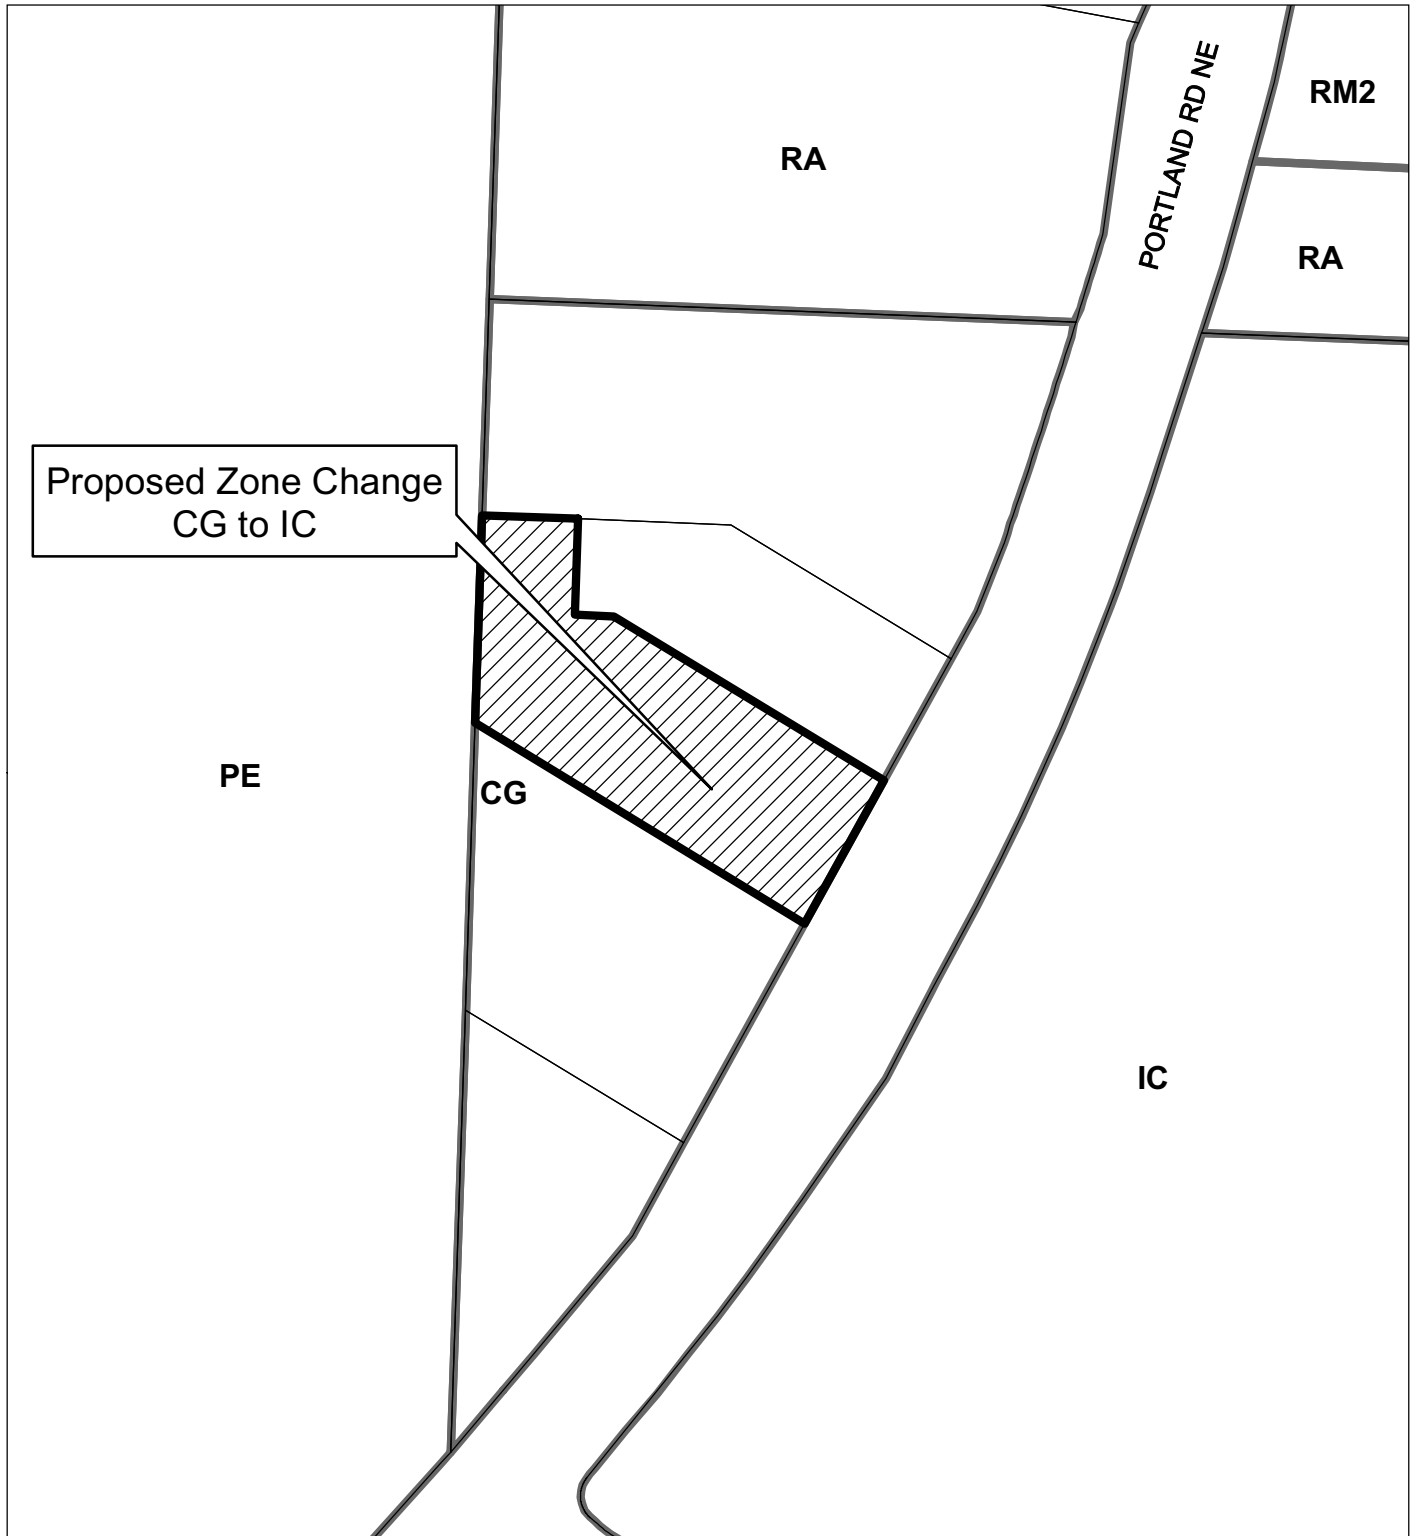 PORTLAND RD NE
RM2
RA
RA
Proposed Zone Change
CG to IC
PE
CG
IC